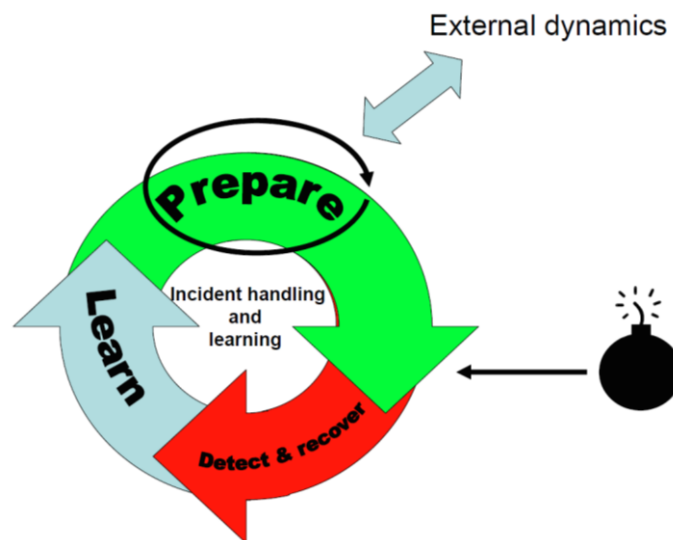 External dynamics
Prepare
Incident handling
and
learning
Learn
Detect & recover